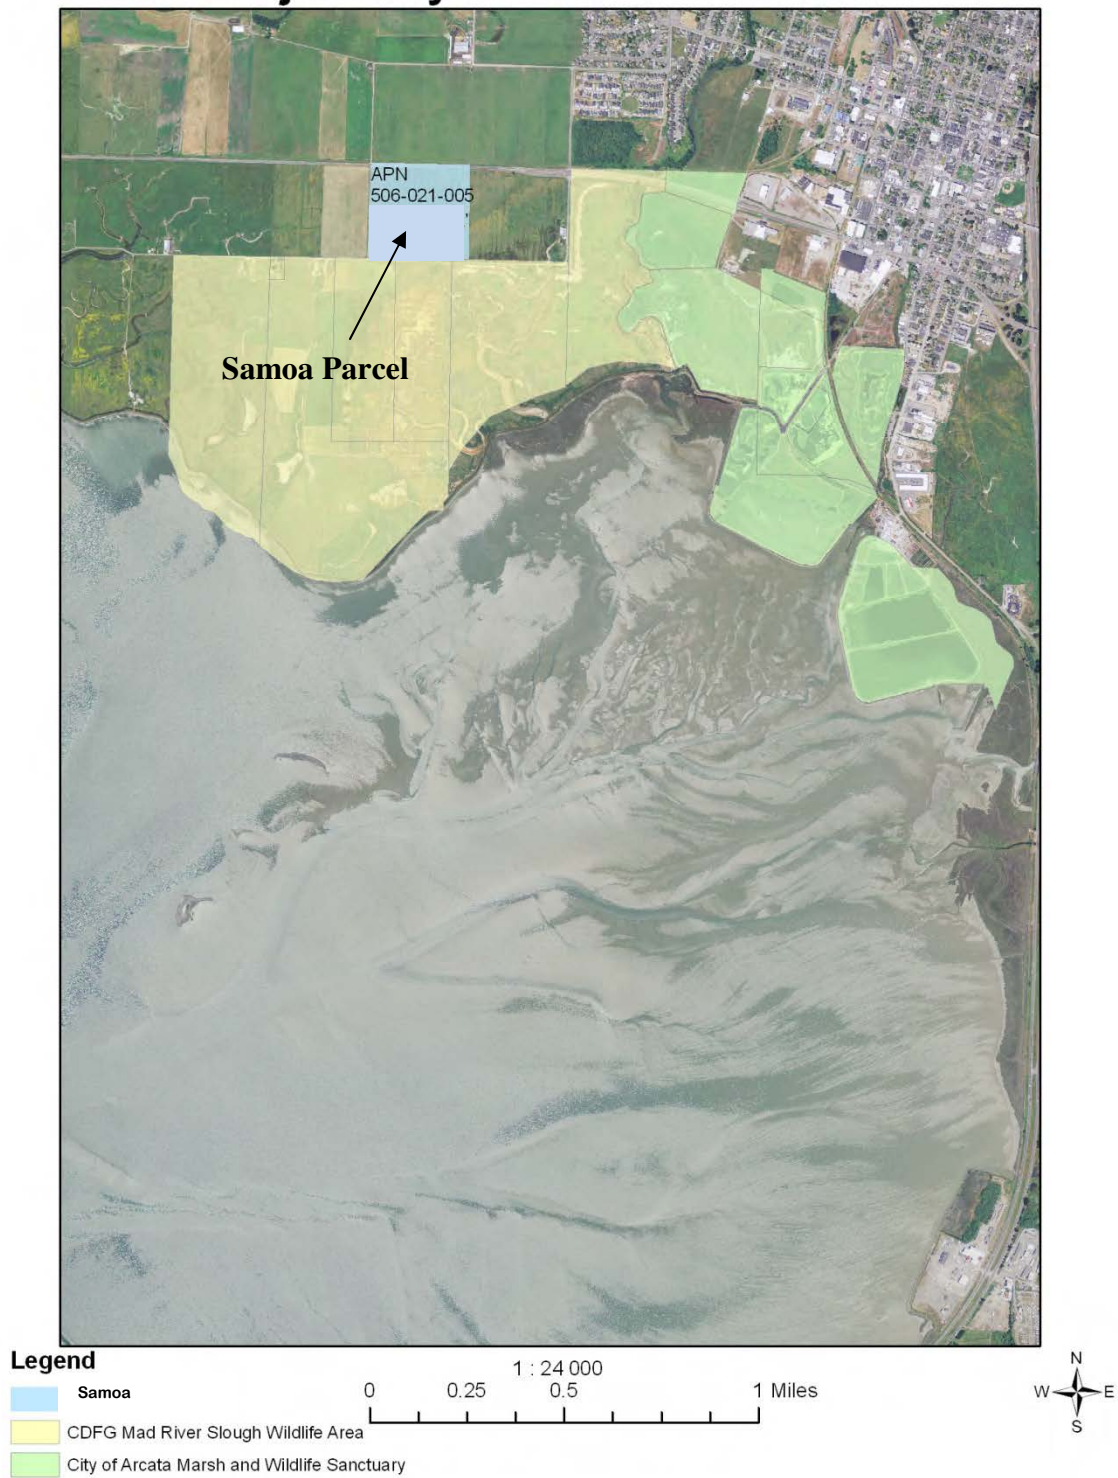 APN
506-021-005
Samoa Parcel
Legend
Samoa
CDFG Mad River Slough Wildlife Area
City of Arcata Marsh and Wildlife Sanctuary
1 : 24 000
0 0.25 0.5 1 Miles
N
W E
S